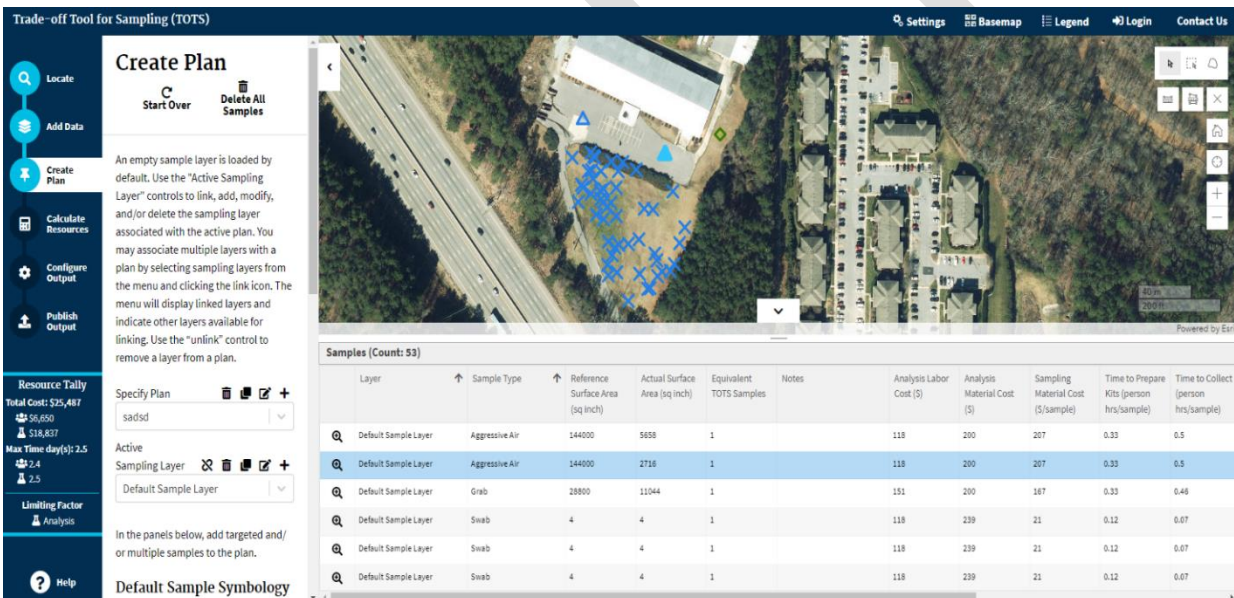 Trade-off Tool for Sampling (TOTS)
Settings
Basemap
Legend
Login
Contact Us
Locate
Add Data
Create
Plan
Calculate
Resources
Configure
Output
Publish
Output
Resource Tally
Total Cost: $25,487
$6,650
$18,837
Max Time day(s): 2.5
2.4
2.5
Limiting Factor
Analysis
Help
Create Plan
Start Over
Delete All
Samples
An empty sample layer is loaded by
default. Use the "Active Sampling
Layer" controls to link, add, modify,
and/or delete the sampling layer
associated with the active plan. You
may associate multiple layers with a
plan by selecting sampling layers from
the menu and clicking the link icon. The
menu will display linked layers and
indicate other layers available for
linking. Use the "unlink" control to
remove a layer from a plan.
Specify Plan
sadsd
Active
Sampling Layer
Default Sample Layer
In the panels below, add targeted and/
or multiple samples to the plan.
Default Sample Symbology
40 m
200 ft
Powered by Esri
Samples (Count: 53)
Layer Sample Type Reference Surface Area (sq inch) Actual Surface Area (sq inch) Equivalent TOTS Samples Notes Analysis Labor Cost ($) Analysis Material Cost ($) Sampling Material Cost ($/sample) Time to Prepare Kits (person hrs/sample) Time to Collect (person hrs/sample)
Default Sample Layer Aggressive Air 144000 5658 1 118 200 207 0.33 0.5
Default Sample Layer Aggressive Air 144000 2716 1 118 200 207 0.33 0.5
Default Sample Layer Grab 28800 11044 1 151 200 167 0.33 0.46
Default Sample Layer Swab 4 4 1 118 239 21 0.12 0.07
Default Sample Layer Swab 4 4 1 118 239 21 0.12 0.07
Default Sample Layer Swab 4 4 1 118 239 21 0.12 0.07